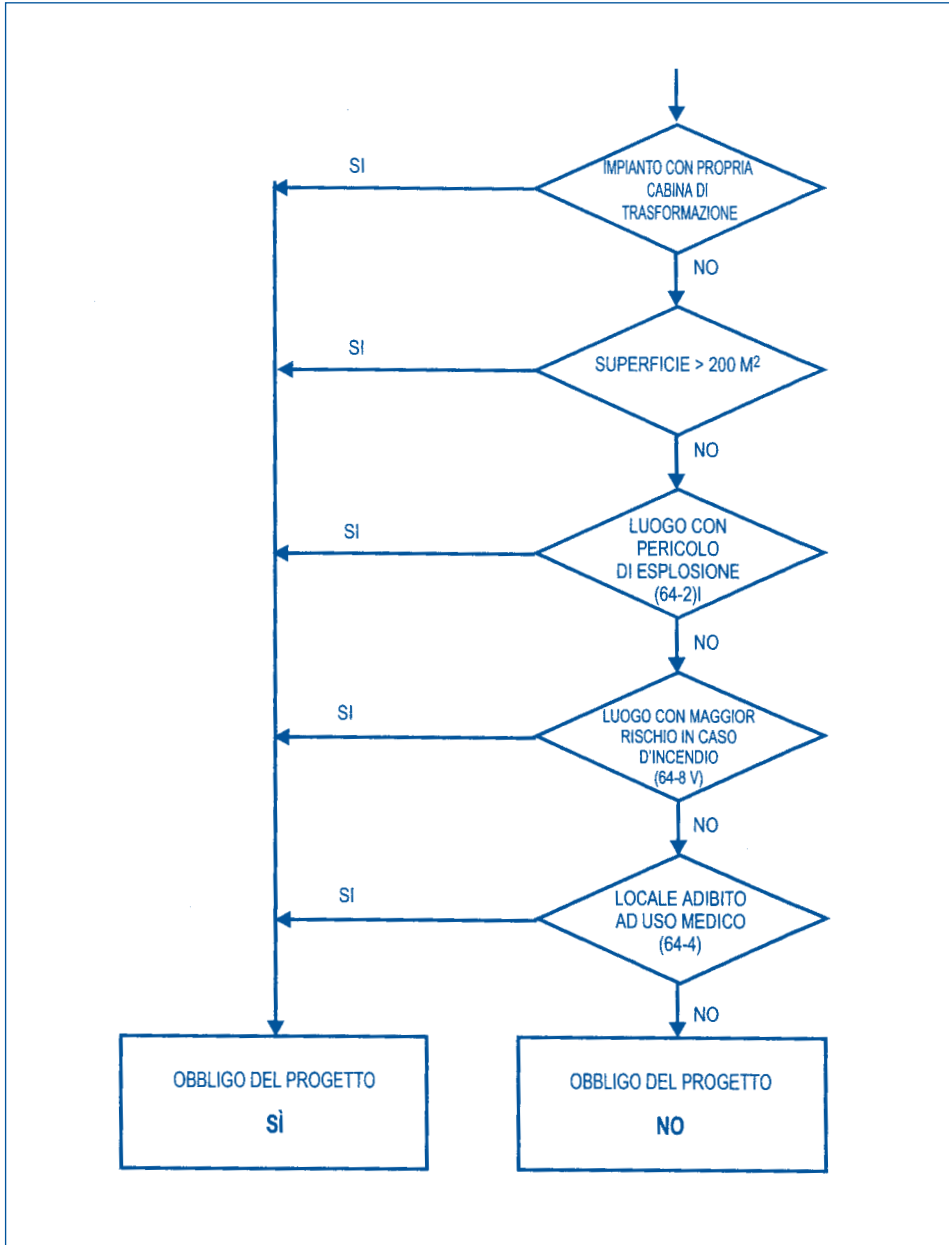 SI
IMPIANTO CON PROPRIA
CABINA DI
TRASFORMAZIONE
NO
SI
SUPERFICIE > 200 M²
NO
SI
LUOGO CON
PERICOLO
DI ESPLOSIONE
(64-2)I
NO
SI
LUOGO CON MAGGIOR
RISCHIO IN CASO
D'INCENDIO
(64-8 V)
NO
SI
LOCALE ADIBITO
AD USO MEDICO
(64-4)
NO
OBBLIGO DEL PROGETTO
SÌ
OBBLIGO DEL PROGETTO
NO